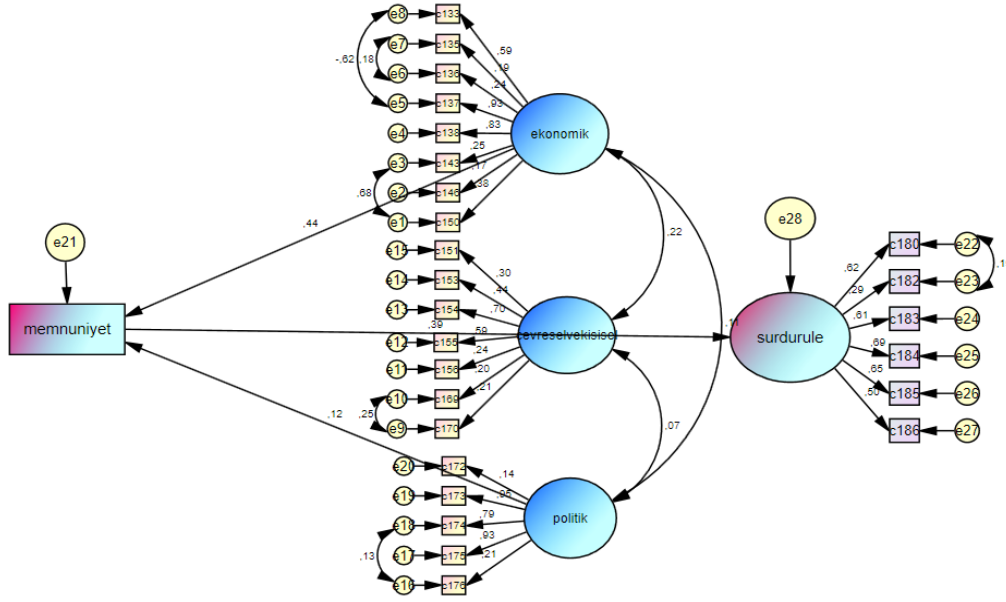 e8 c133
e7 c135
e6 c136
e5 c137
e4 c138
e3 c143
e2 c146
e1 c150
-,62 ,18
,68
,59
,19
,24
,93
,83
,25
,17
,38
ekonomik
,44
e21
memnuniyet
,39
,12
e15 c151
e14 c153
e13 c154
e12 c155
e11 c156
e10 c169
e9 c170
,25
,30
,44
,70
,59
,24
,20
,21
cevreselvekisisel
,22
,11
,07
e20 c172
e19 c173
e18 c174
e17 c175
e16 c176
,13
,14
,95
,79
,93
,21
politik
e28
surdurule
,62
,29
,61
,69
,65
,50
c180 e22
c182 e23
c183 e24
c184 e25
c185 e26
c186 e27
,1